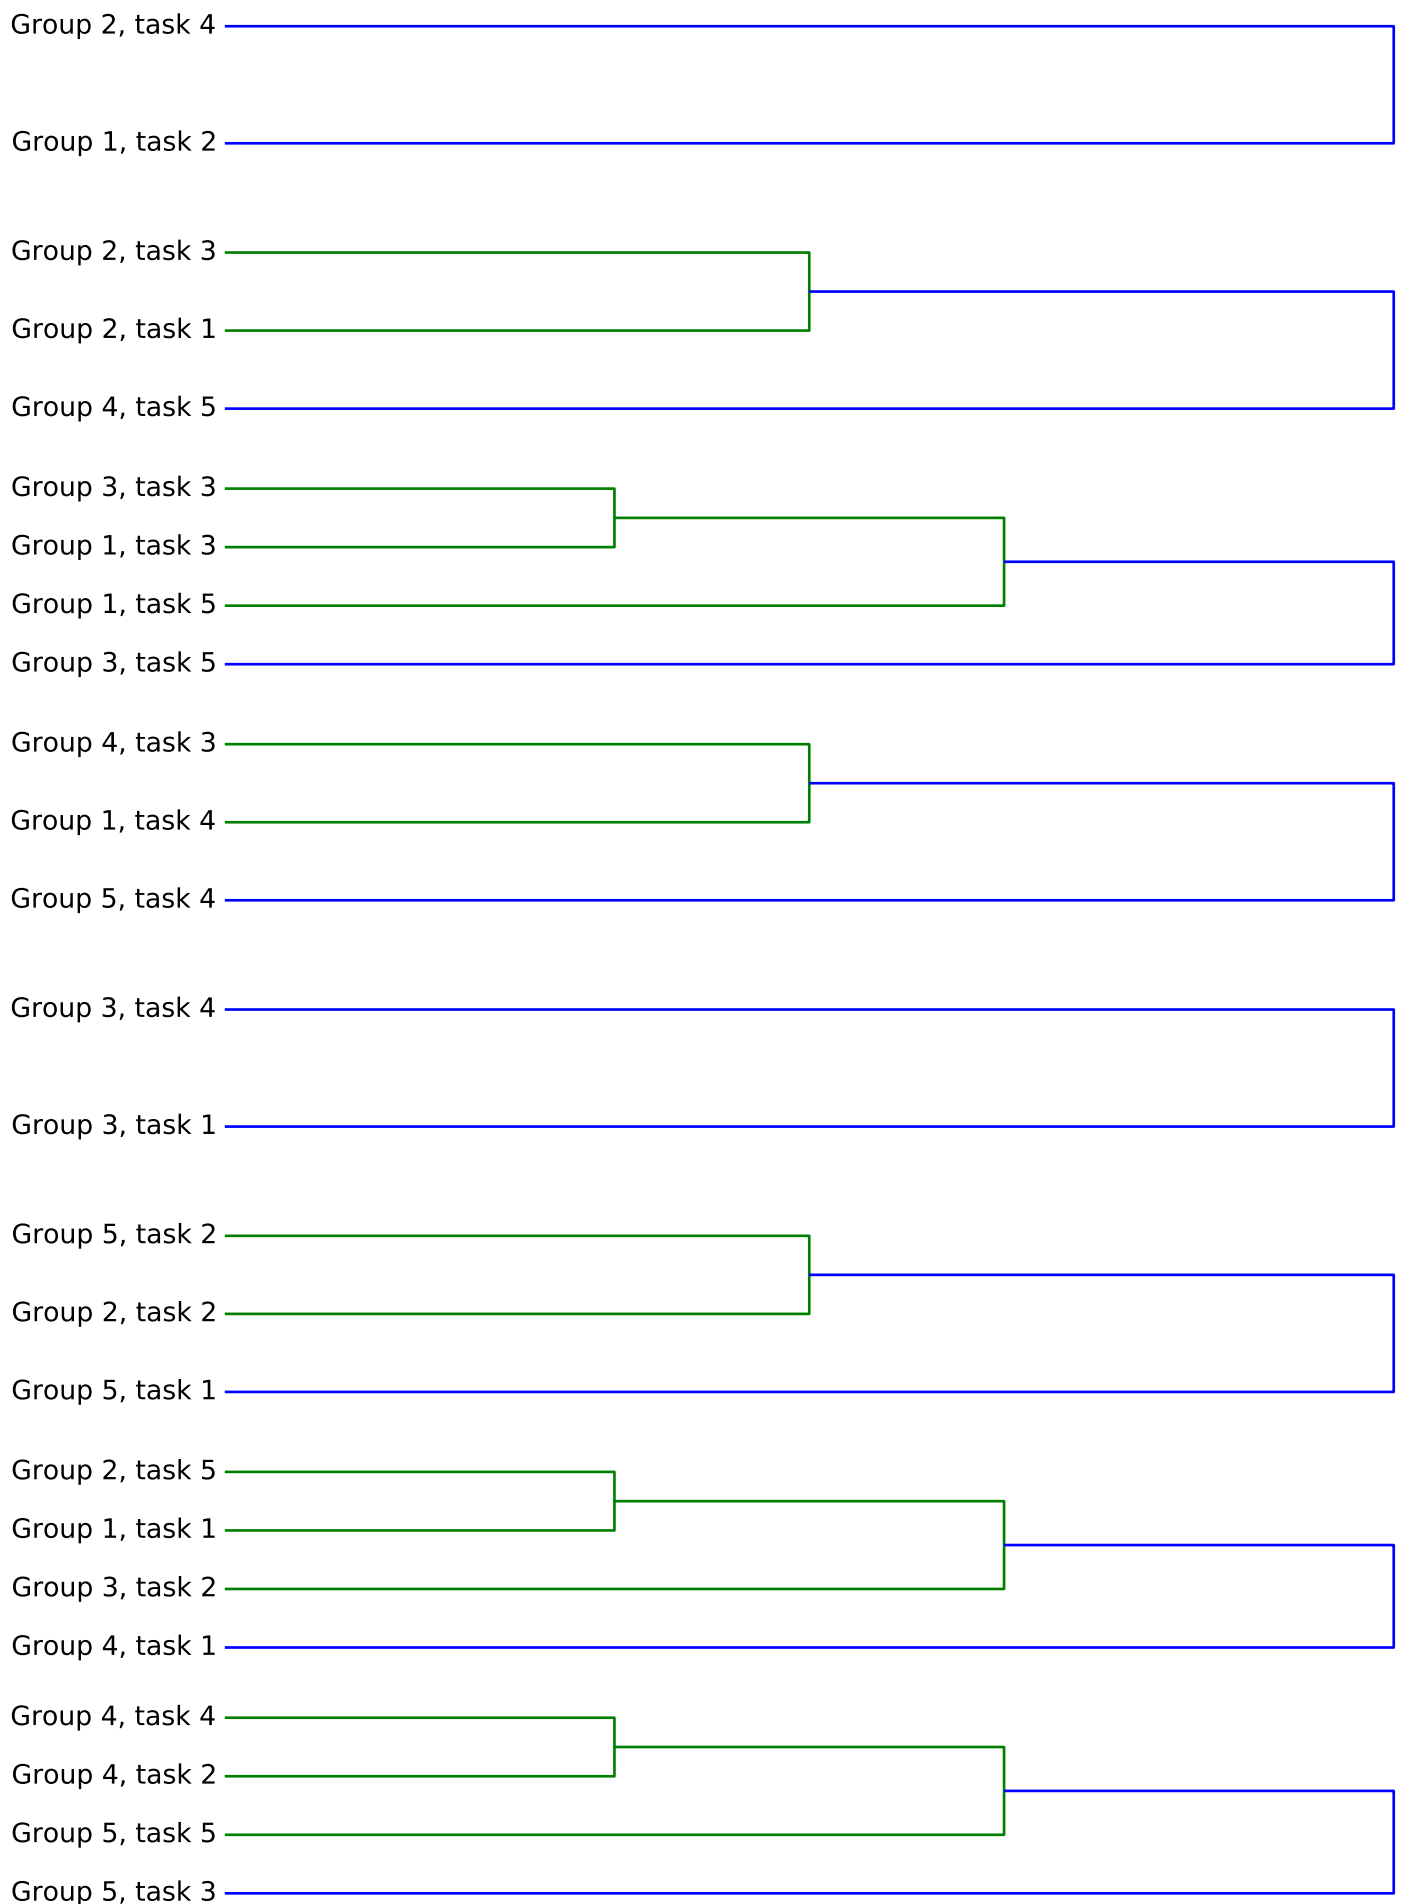 Group 2, task 4
Group 1, task 2
Group 2, task 3
Group 2, task 1
Group 4, task 5
Group 3, task 3
Group 1, task 3
Group 1, task 5
Group 3, task 5
Group 4, task 3
Group 1, task 4
Group 5, task 4
Group 3, task 4
Group 3, task 1
Group 5, task 2
Group 2, task 2
Group 5, task 1
Group 2, task 5
Group 1, task 1
Group 3, task 2
Group 4, task 1
Group 4, task 4
Group 4, task 2
Group 5, task 5
Group 5, task 3